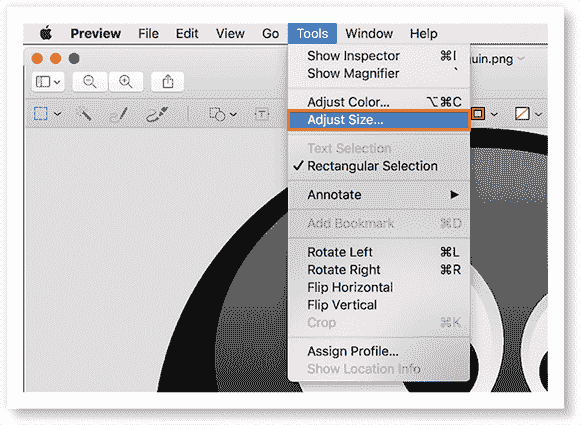 Preview File Edit View Go Tools Window Help
uin.png
Show Inspector ⌘I
Show Magnifier `
Adjust Color... ⌥⌘C
Adjust Size...
Text Selection
Rectangular Selection
Annotate
Add Bookmark ⌘D
Rotate Left ⌘L
Rotate Right ⌘R
Flip Horizontal
Flip Vertical
Crop ⌘K
Assign Profile...
Show Location Info
T